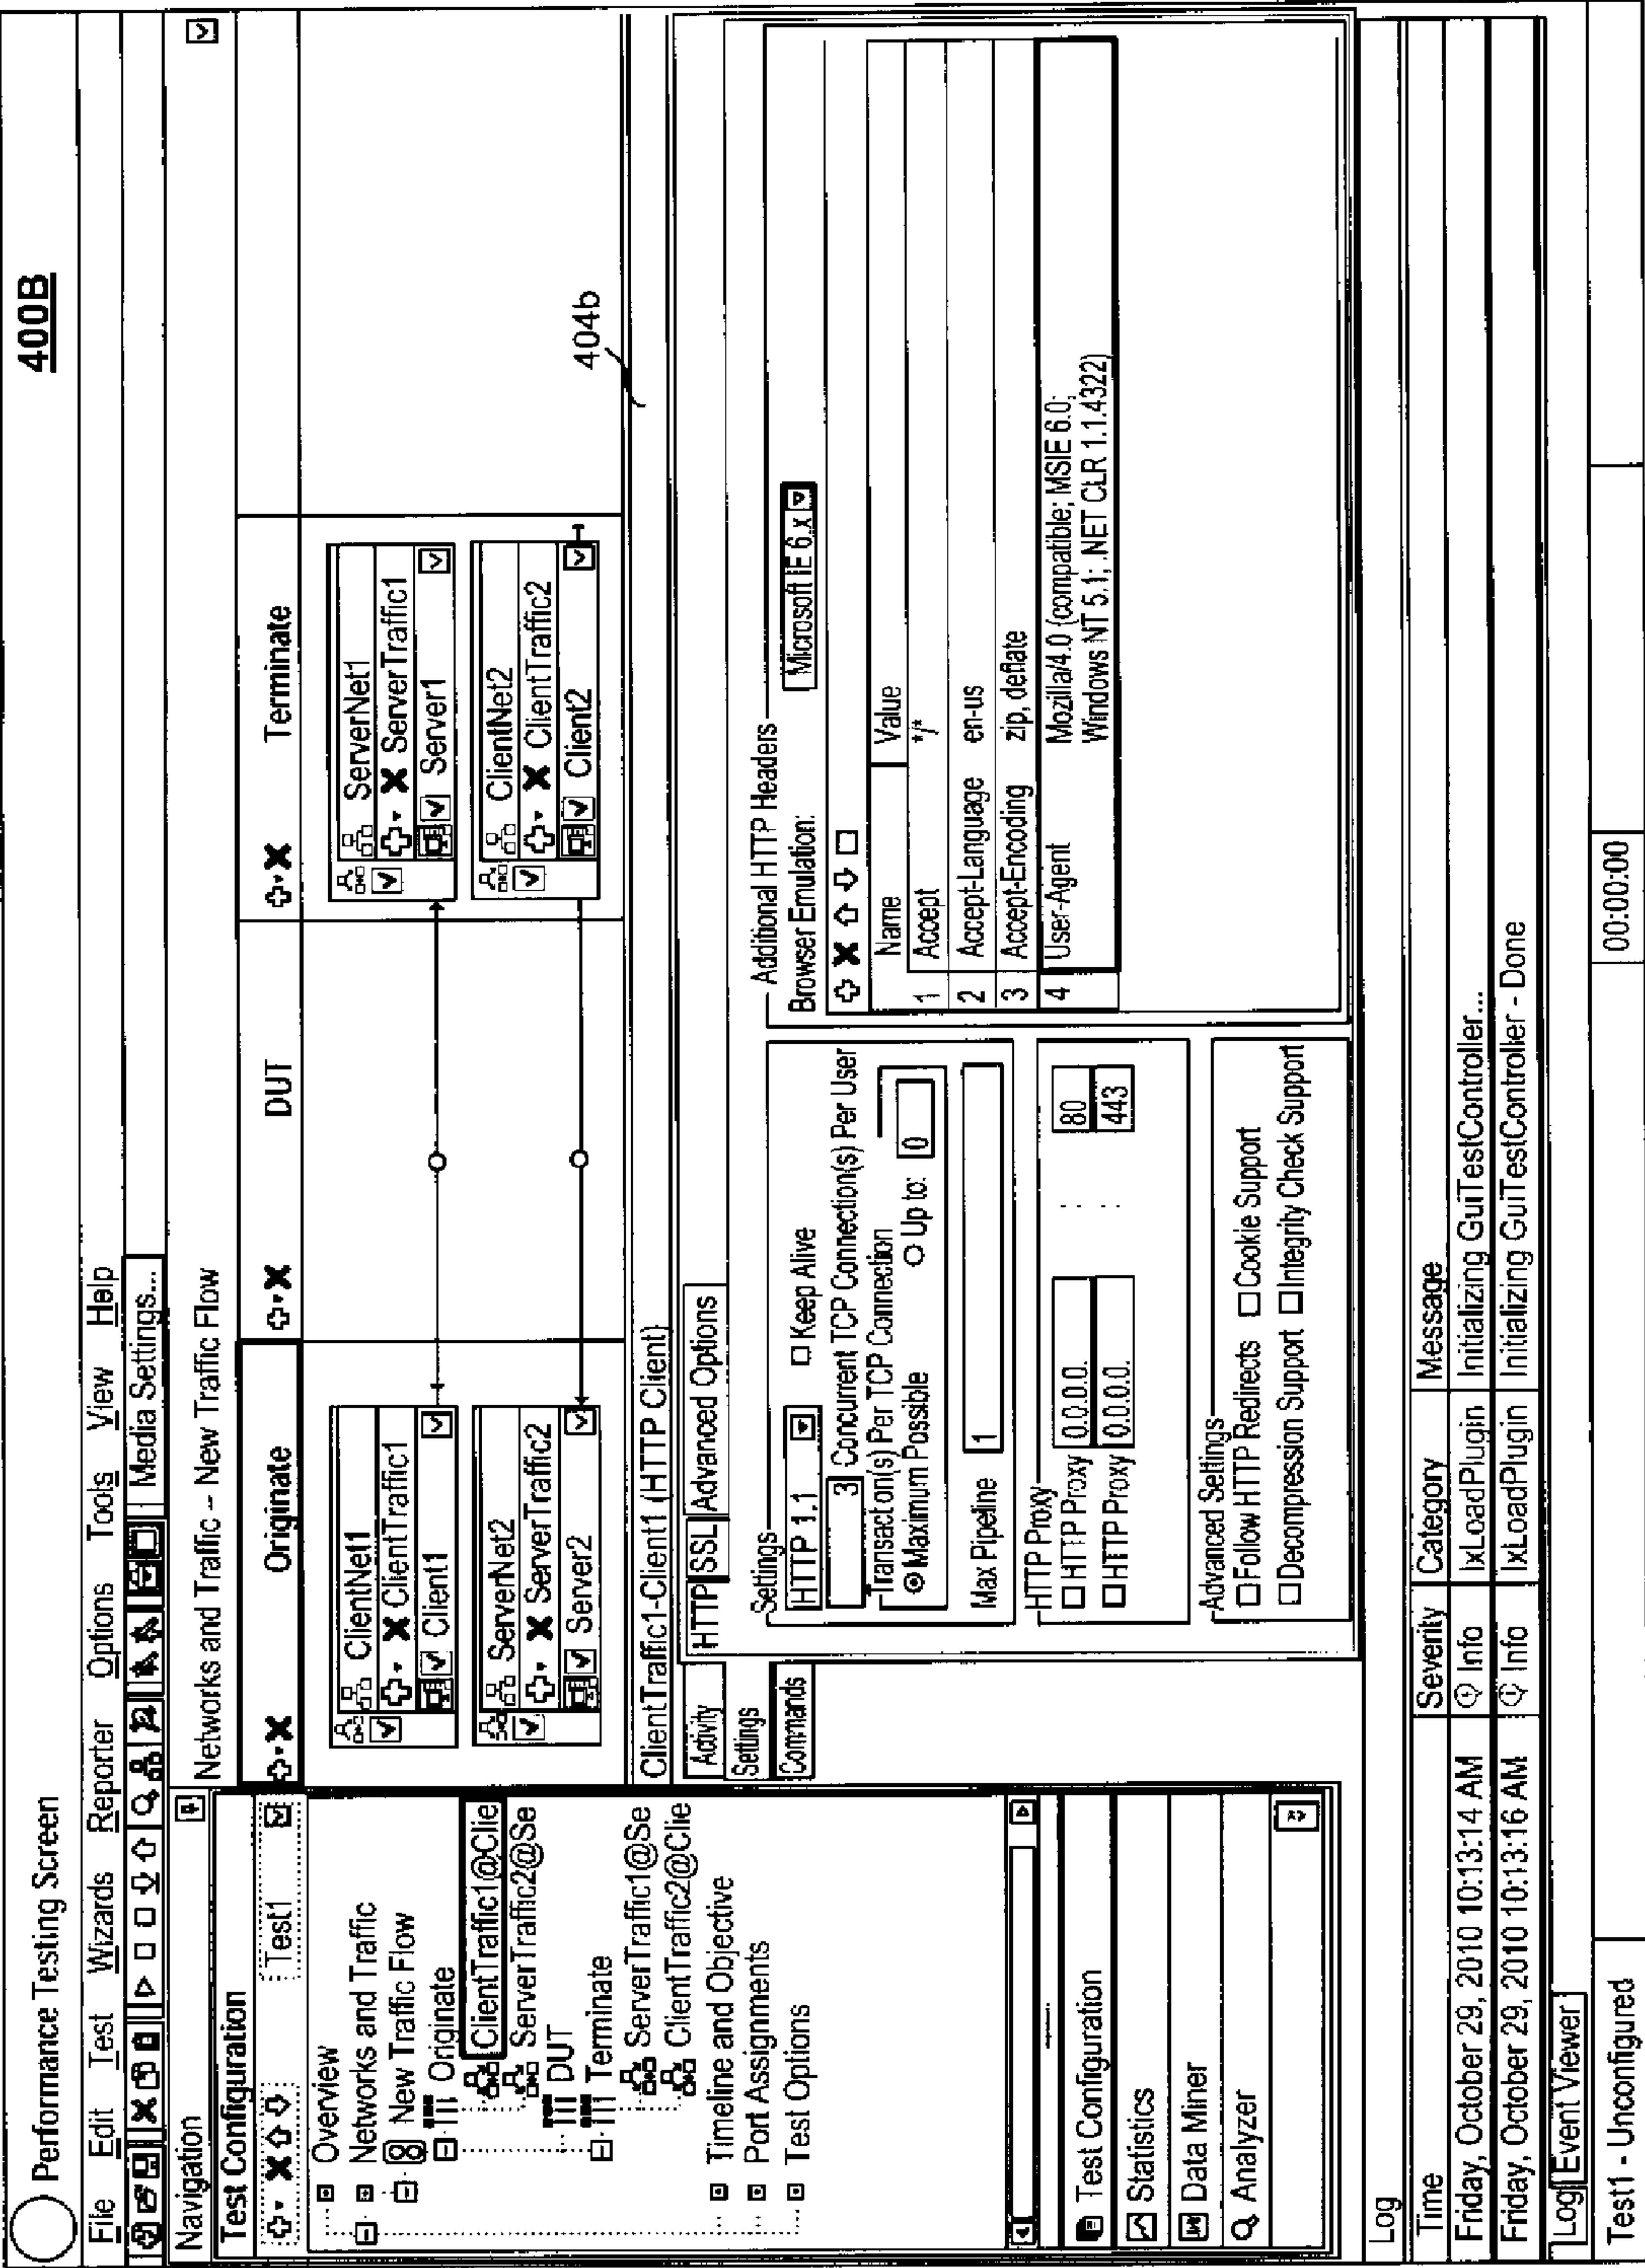 400B
Performance Testing Screen
File Edit Test Wizards Reporter Options Tools View Help
Media Settings...
Navigation
Test Configuration
Test1
Overview
Networks and Traffic
New Traffic Flow
Originate
ClientTraffic1@Clie
ServerTraffic2@Se
DUT
Terminate
ServerTraffic1@Se
ClientTraffic2@Clie
Timeline and Objective
Port Assignments
Test Options
Test Configuration
Statistics
Data Miner
Analyzer
Networks and Traffic -- New Traffic Flow
Originate DUT Terminate
ClientNet1
ClientTraffic1
Client1
ServerNet2
ServerTraffic2
Server2
ServerNet1
ServerTraffic1
Server1
ClientNet2
ClientTraffic2
Client2
404b
ClientTraffic1-Client1 (HTTP Client)
Activity
Settings
Commands
HTTP SSL Advanced Options
Settings
HTTP 1.1 Keep Alive
3 Concurrent TCP Connection(s) Per User
Transaction(s) Per TCP Connection
Maximum Possible Up to: 0
Max Pipeline 1
HTTP Proxy
HTTP Proxy 0.0.0.0. 80
HTTP Proxy 0.0.0.0. 443
Advanced Settings
Follow HTTP Redirects Cookie Support
Decompression Support Integrity Check Support
Additional HTTP Headers
Browser Emulation: Microsoft IE 6.x
Name Value
1 Accept */*
2 Accept-Language en-us
3 Accept-Encoding zip, deflate
4 User-Agent Mozilla/4.0 (compatible; MSIE 6.0;
Windows NT 5.1; .NET CLR 1.1.4322)
Log
Time Severity Category Message
Friday, October 29, 2010 10:13:14 AM Info IxLoadPlugin Initializing GuiTestController...
Friday, October 29, 2010 10:13:16 AM Info IxLoadPlugin Initializing GuiTestController - Done
Log Event Viewer
Test1 - Unconfigured 00:00:00